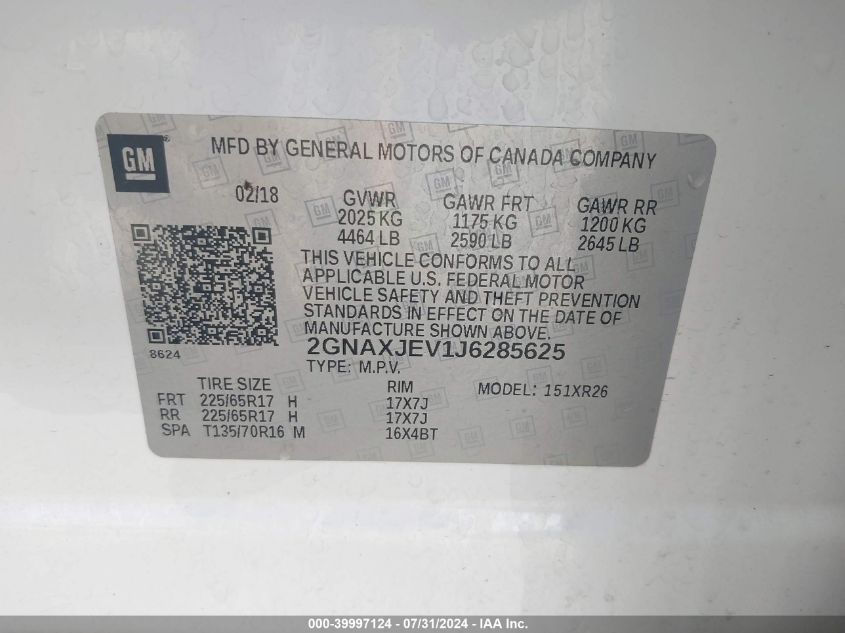 GM
MFD BY GENERAL MOTORS OF CANADA COMPANY
02/18 GVWR GAWR FRT GAWR RR
2025 KG 1175 KG 1200 KG
4464 LB 2590 LB 2645 LB
THIS VEHICLE CONFORMS TO ALL
APPLICABLE U.S. FEDERAL MOTOR
VEHICLE SAFETY AND THEFT PREVENTION
STANDARDS IN EFFECT ON THE DATE OF
MANUFACTURE SHOWN ABOVE.
8624 2GNAXJEV1J6285625
TYPE: M.P.V.
TIRE SIZE RIM MODEL: 151XR26
FRT 225/65R17 H 17X7J
RR 225/65R17 H 17X7J
SPA T135/70R16 M 16X4BT
000-39997124 - 07/31/2024 - IAA Inc.